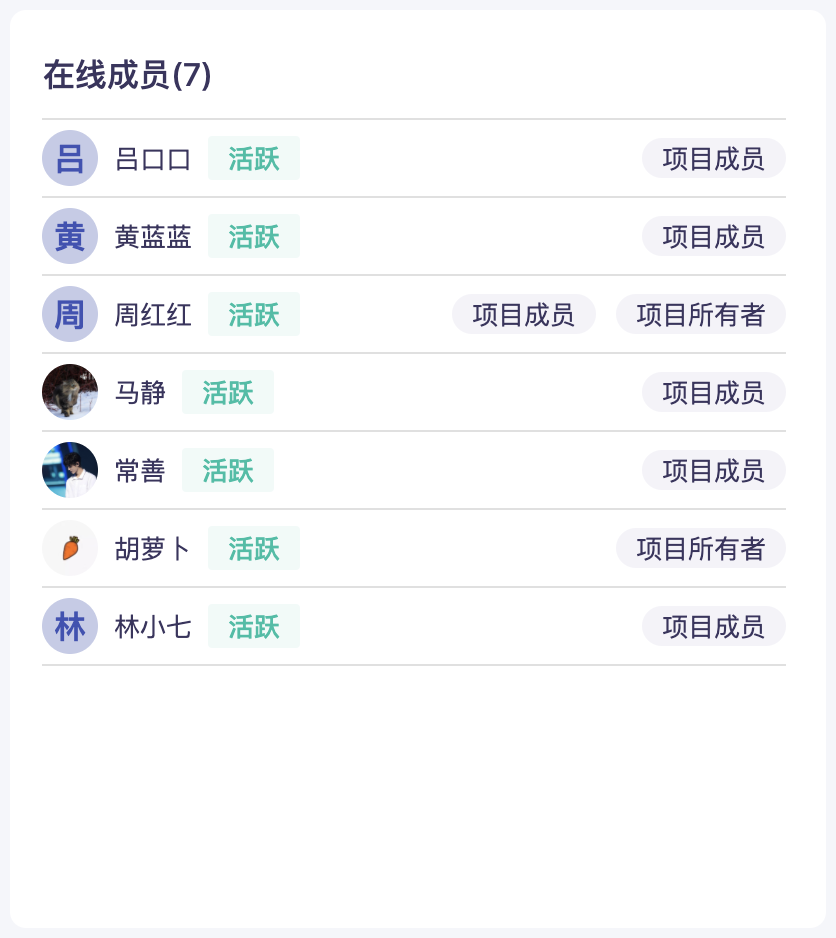 在线成员(7)
吕 吕口口 活跃 项目成员
黄 黄蓝蓝 活跃 项目成员
周 周红红 活跃 项目成员 项目所有者
马静 活跃 项目成员
常善 活跃 项目成员
胡萝卜 活跃 项目所有者
林 林小七 活跃 项目成员